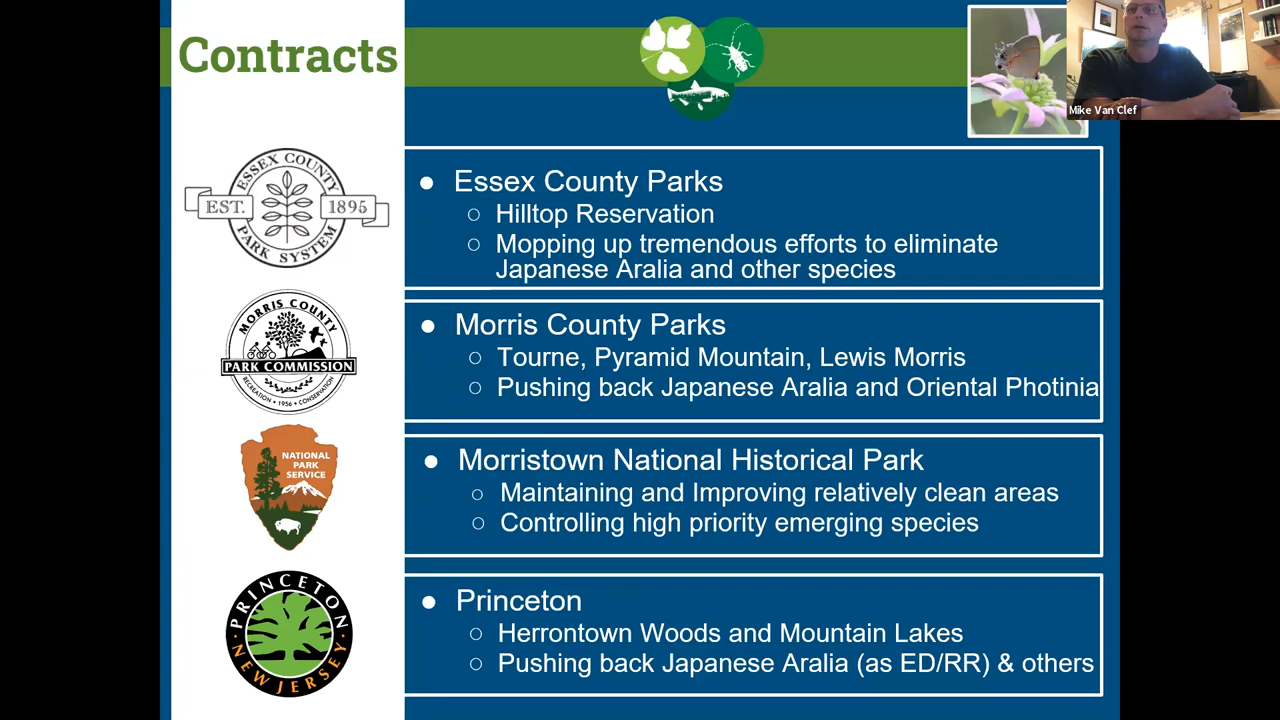 Contracts
Mike Van Clef
ESSEX COUNTY
EST. 1895
PARK SYSTEM
● Essex County Parks
○ Hilltop Reservation
○ Mopping up tremendous efforts to eliminate
Japanese Aralia and other species
MORRIS COUNTY
PARK COMMISSION
RECREATION • 1956 • CONSERVATION
● Morris County Parks
○ Tourne, Pyramid Mountain, Lewis Morris
○ Pushing back Japanese Aralia and Oriental Photinia
NATIONAL
PARK
SERVICE
● Morristown National Historical Park
○ Maintaining and Improving relatively clean areas
○ Controlling high priority emerging species
PRINCETON
NEW JERSEY
● Princeton
○ Herrontown Woods and Mountain Lakes
○ Pushing back Japanese Aralia (as ED/RR) & others